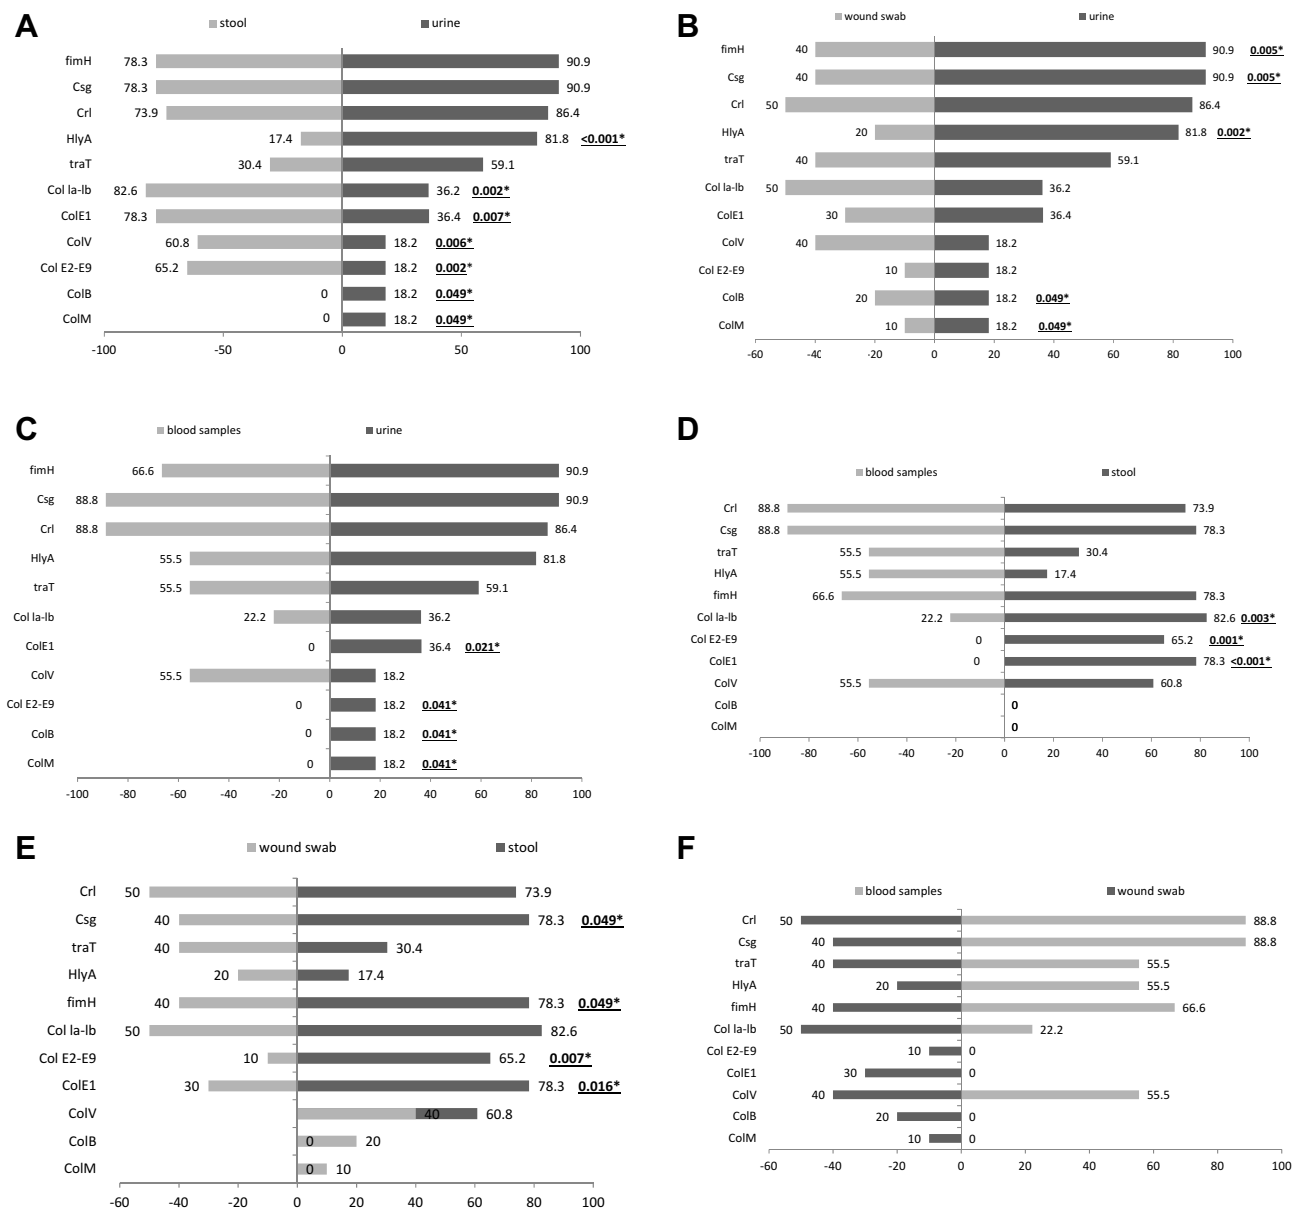 A
stool urine
fimH 78.3 90.9
Csg 78.3 90.9
Crl 73.9 86.4
HlyA 17.4 81.8 <0.001*
traT 30.4 59.1
Col Ia-Ib 82.6 36.2 0.002*
ColE1 78.3 36.4 0.007*
ColV 60.8 18.2 0.006*
Col E2-E9 65.2 18.2 0.002*
ColB 0 18.2 0.049*
ColM 0 18.2 0.049*
-100 -50 0 50 100
B
wound swab urine
fimH 40 90.9 0.005*
Csg 40 90.9 0.005*
Crl 50 86.4
HlyA 20 81.8 0.002*
traT 40 59.1
Col Ia-Ib 50 36.2
ColE1 30 36.4
ColV 40 18.2
Col E2-E9 10 18.2
ColB 20 18.2 0.049*
ColM 10 18.2 0.049*
-60 -40 -20 0 20 40 60 80 100
C
blood samples urine
fimH 66.6 90.9
Csg 88.8 90.9
Crl 88.8 86.4
HlyA 55.5 81.8
traT 55.5 59.1
Col Ia-Ib 22.2 36.2
ColE1 0 36.4 0.021*
ColV 55.5 18.2
Col E2-E9 0 18.2 0.041*
ColB 0 18.2 0.041*
ColM 0 18.2 0.041*
-100 -80 -60 -40 -20 0 20 40 60 80 100
D
blood samples stool
Crl 88.8 73.9
Csg 88.8 78.3
traT 55.5 30.4
HlyA 55.5 17.4
fimH 66.6 78.3
Col Ia-Ib 22.2 82.6 0.003*
Col E2-E9 0 65.2 0.001*
ColE1 0 78.3 <0.001*
ColV 55.5 60.8
ColB 0
ColM 0
-100 -80 -60 -40 -20 0 20 40 60 80 100
E
wound swab stool
Crl 50 73.9
Csg 40 78.3 0.049*
traT 40 30.4
HlyA 20 17.4
fimH 40 78.3 0.049*
Col Ia-Ib 50 82.6
Col E2-E9 10 65.2 0.007*
ColE1 30 78.3 0.016*
ColV 40 60.8
ColB 0 20
ColM 0 10
-60 -40 -20 0 20 40 60 80 100
F
blood samples wound swab
Crl 50 88.8
Csg 40 88.8
traT 40 55.5
HlyA 20 55.5
fimH 40 66.6
Col Ia-Ib 50 22.2
Col E2-E9 10 0
ColE1 30 0
ColV 40 55.5
ColB 20 0
ColM 10 0
-60 -40 -20 0 20 40 60 80 100